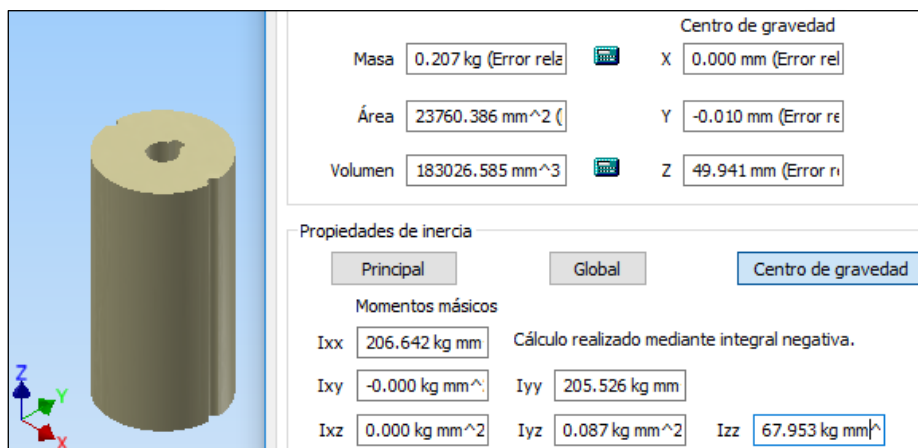 Centro de gravedad
Masa 0.207 kg (Error rela X 0.000 mm (Error rel
Área 23760.386 mm^2 ( Y -0.010 mm (Error re
Volumen 183026.585 mm^3 Z 49.941 mm (Error r
Propiedades de inercia
Principal Global Centro de gravedad
Momentos másicos
Ixx 206.642 kg mm Cálculo realizado mediante integral negativa.
Ixy -0.000 kg mm^ Iyy 205.526 kg mm
Ixz 0.000 kg mm^2 Iyz 0.087 kg mm^2 Izz 67.953 kg mm^
Z
Y
X